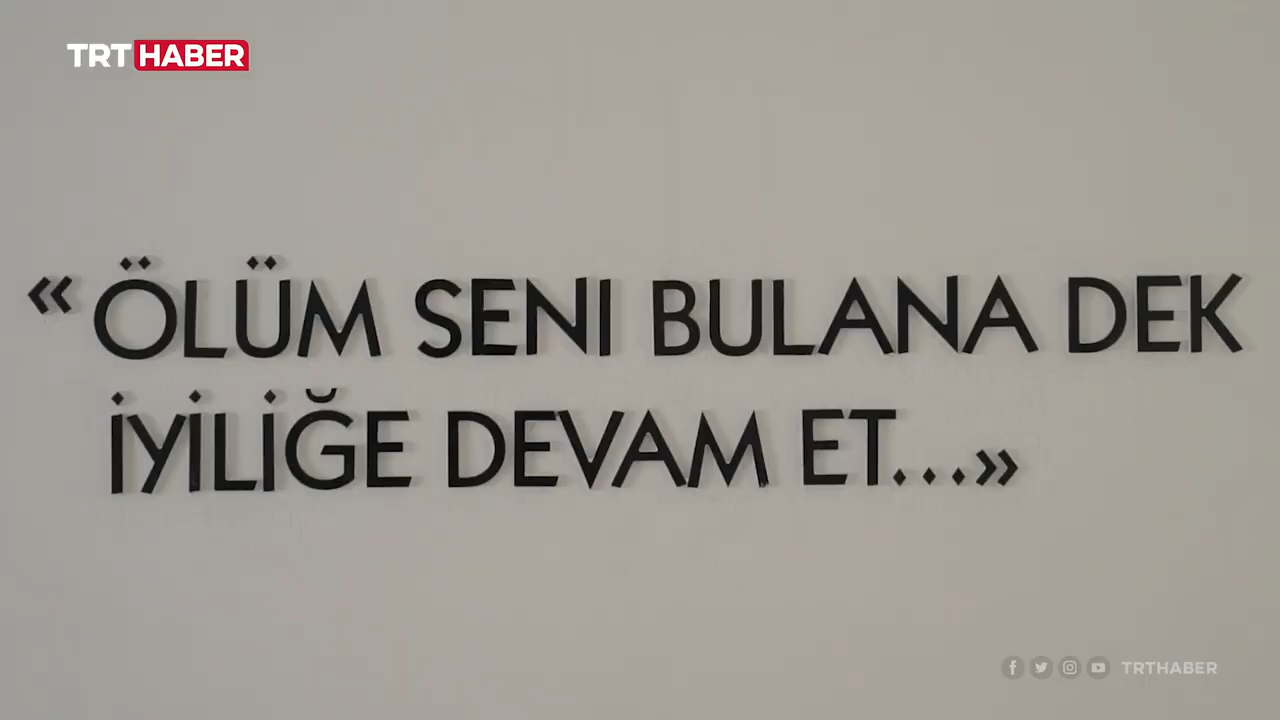 TRT HABER
« ÖLÜM SENI BULANA DEK
İYİLİĞE DEVAM ET...»
TRTHABER